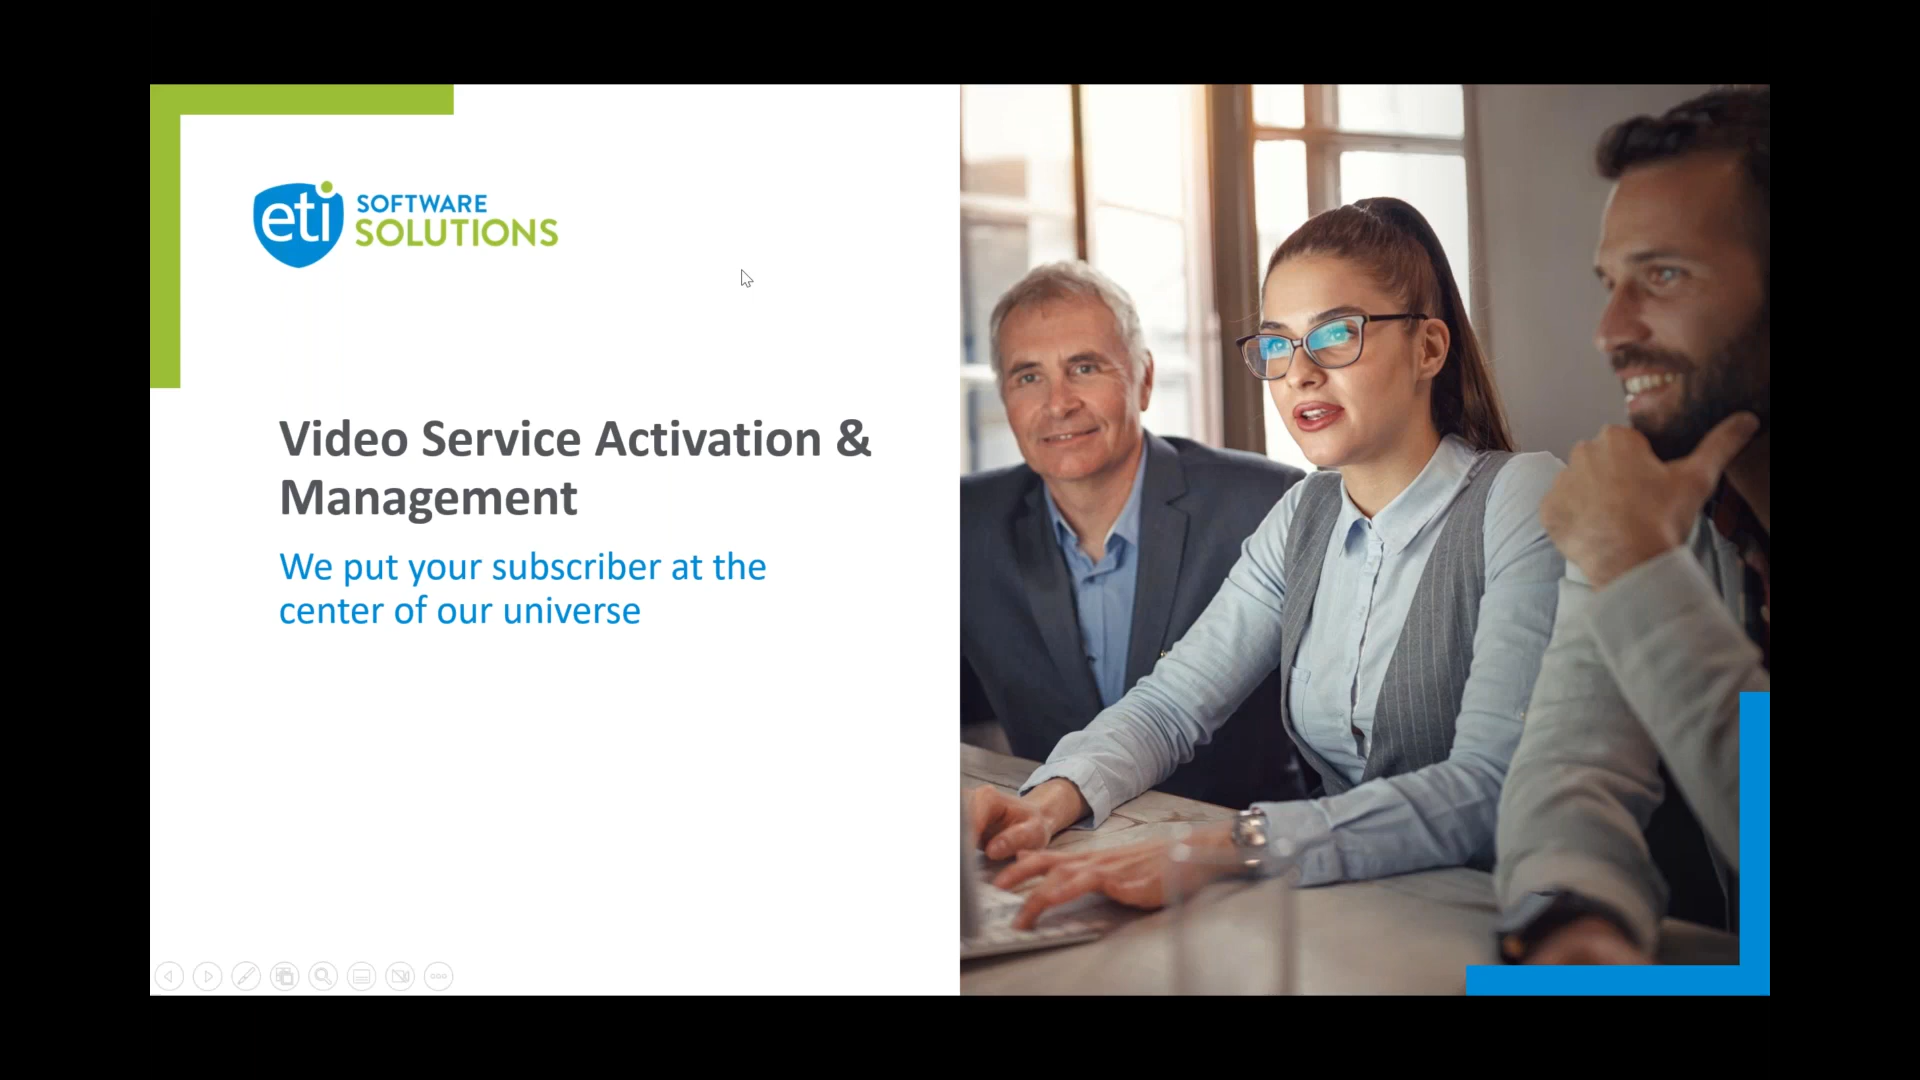 eti SOFTWARE
SOLUTIONS
Video Service Activation &
Management
We put your subscriber at the
center of our universe